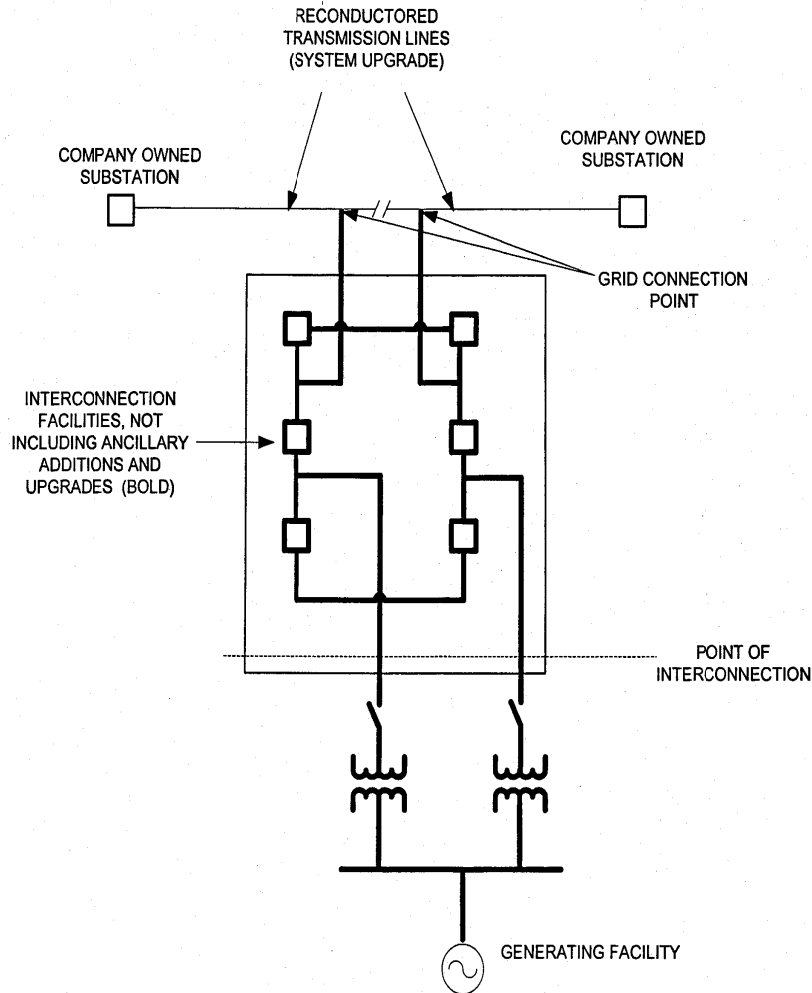 RECONDUCTORED
TRANSMISSION LINES
(SYSTEM UPGRADE)
COMPANY OWNED
SUBSTATION
COMPANY OWNED
SUBSTATION
GRID CONNECTION
POINT
INTERCONNECTION
FACILITIES, NOT
INCLUDING ANCILLARY
ADDITIONS AND
UPGRADES (BOLD)
POINT OF
INTERCONNECTION
GENERATING FACILITY